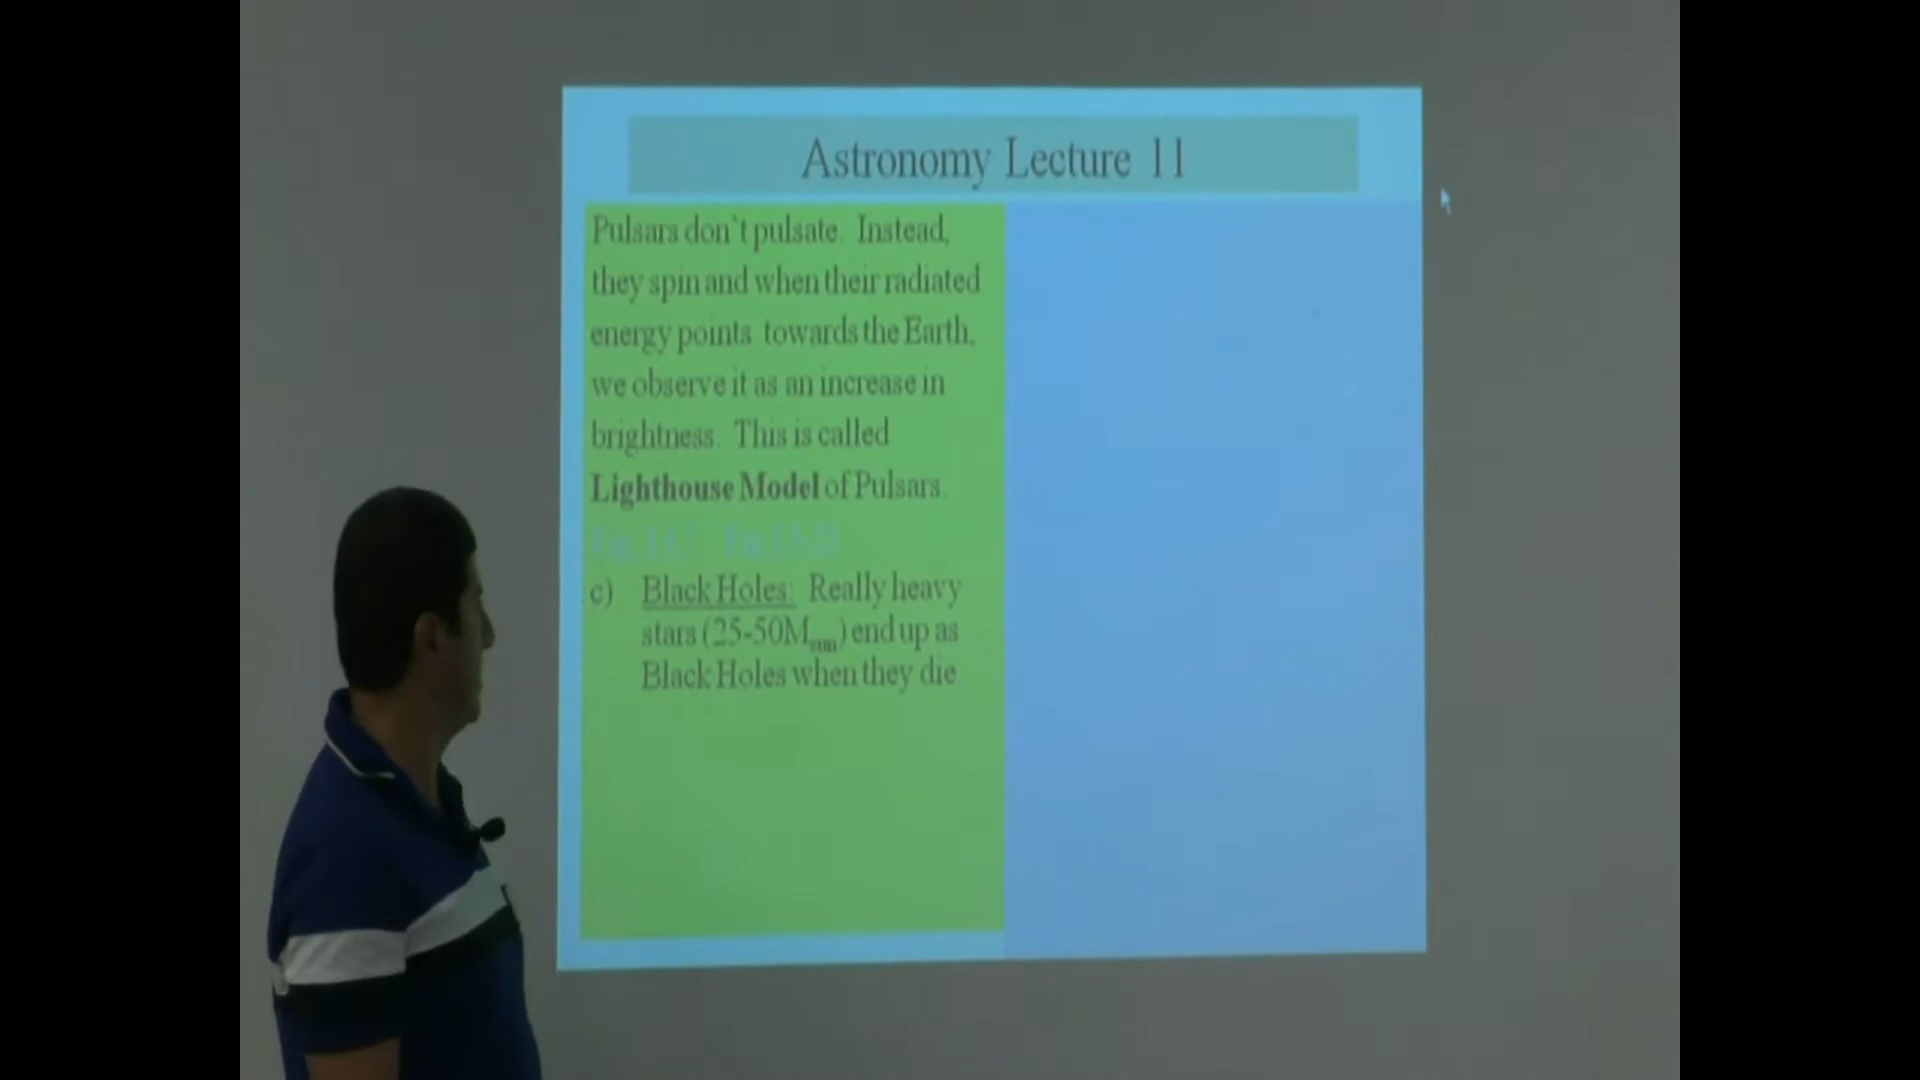 Astronomy Lecture 11
Pulsars don't pulsate. Instead,
they spin and when their radiated
energy points towards the Earth,
we observe it as an increase in
brightness. This is called
Lighthouse Model of Pulsars.
c) Black Holes: Really heavy
stars (25-50Msun) end up as
Black Holes when they die.